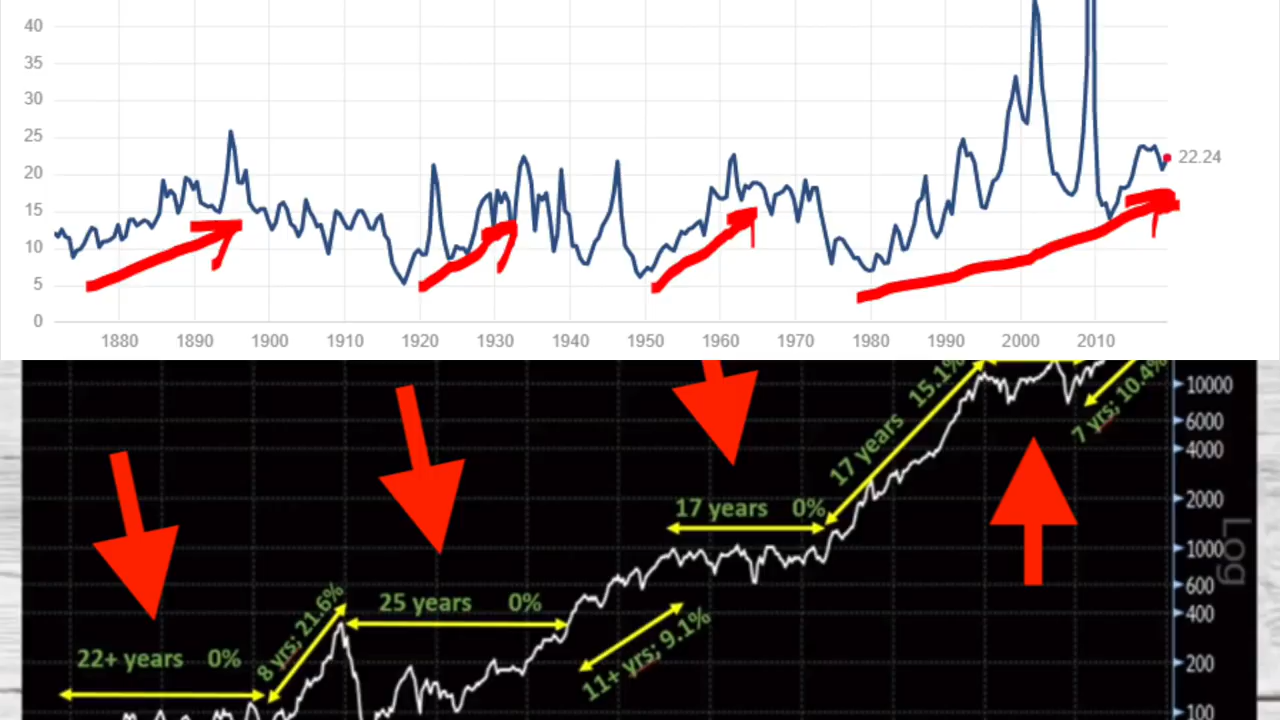 40
35
30
25
20
15
10
5
0
22.24
1880 1890 1900 1910 1920 1930 1940 1950 1960 1970 1980 1990 2000 2010
10000
6000
4000
2000
1000
600
400
200
100
Log
22+ years 0%
8 yrs; 21.6%
25 years 0%
11+ yrs; 9.1%
17 years 0%
17 years 15.1%
7 yrs; 10.4%